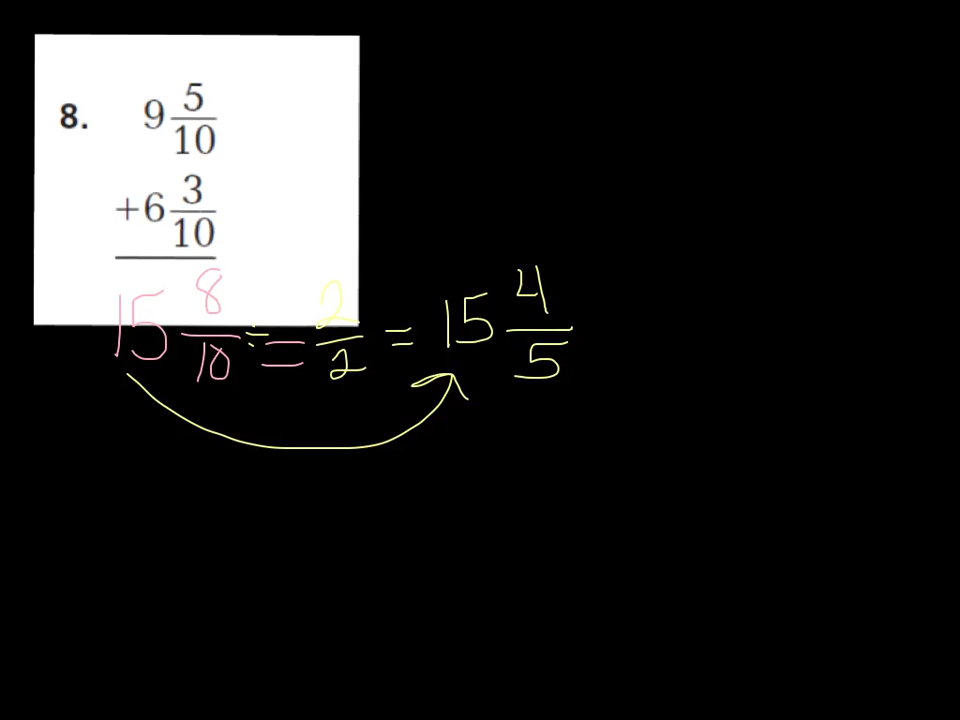 8. 9 5/10
+6 3/10
15 8/10 ÷ = 2/2 = 15 4/5